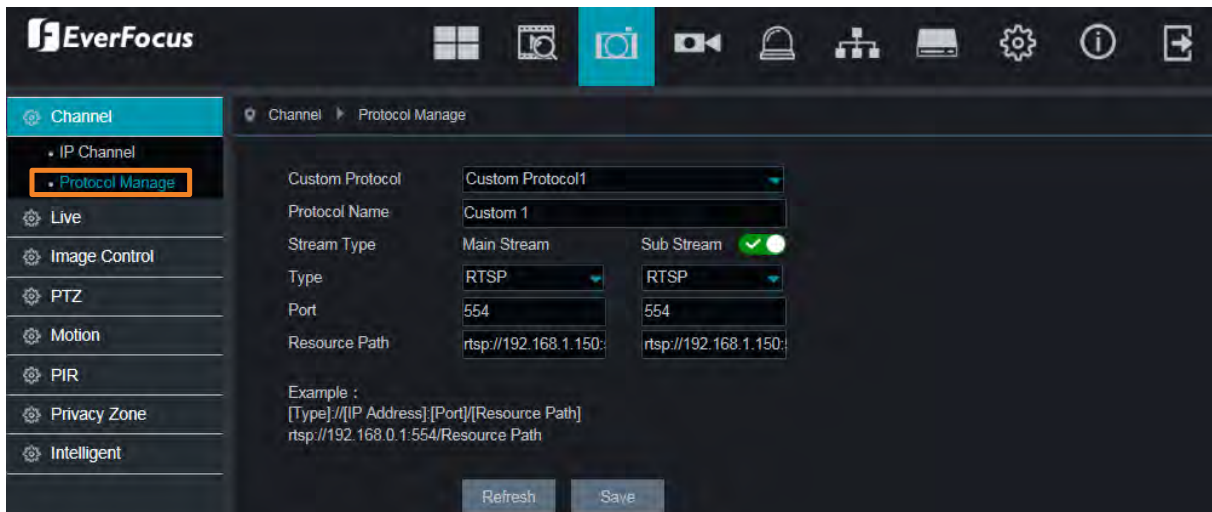 EverFocus
Channel
IP Channel
Protocol Manage
Live
Image Control
PTZ
Motion
PIR
Privacy Zone
Intelligent
Channel Protocol Manage
Custom Protocol Custom Protocol1
Protocol Name Custom 1
Stream Type Main Stream Sub Stream
Type RTSP RTSP
Port 554 554
Resource Path rtsp://192.168.1.150: rtsp://192.168.1.150:
Example :
[Type]://[IP Address]:[Port]/[Resource Path]
rtsp://192.168.0.1:554/Resource Path
Refresh Save